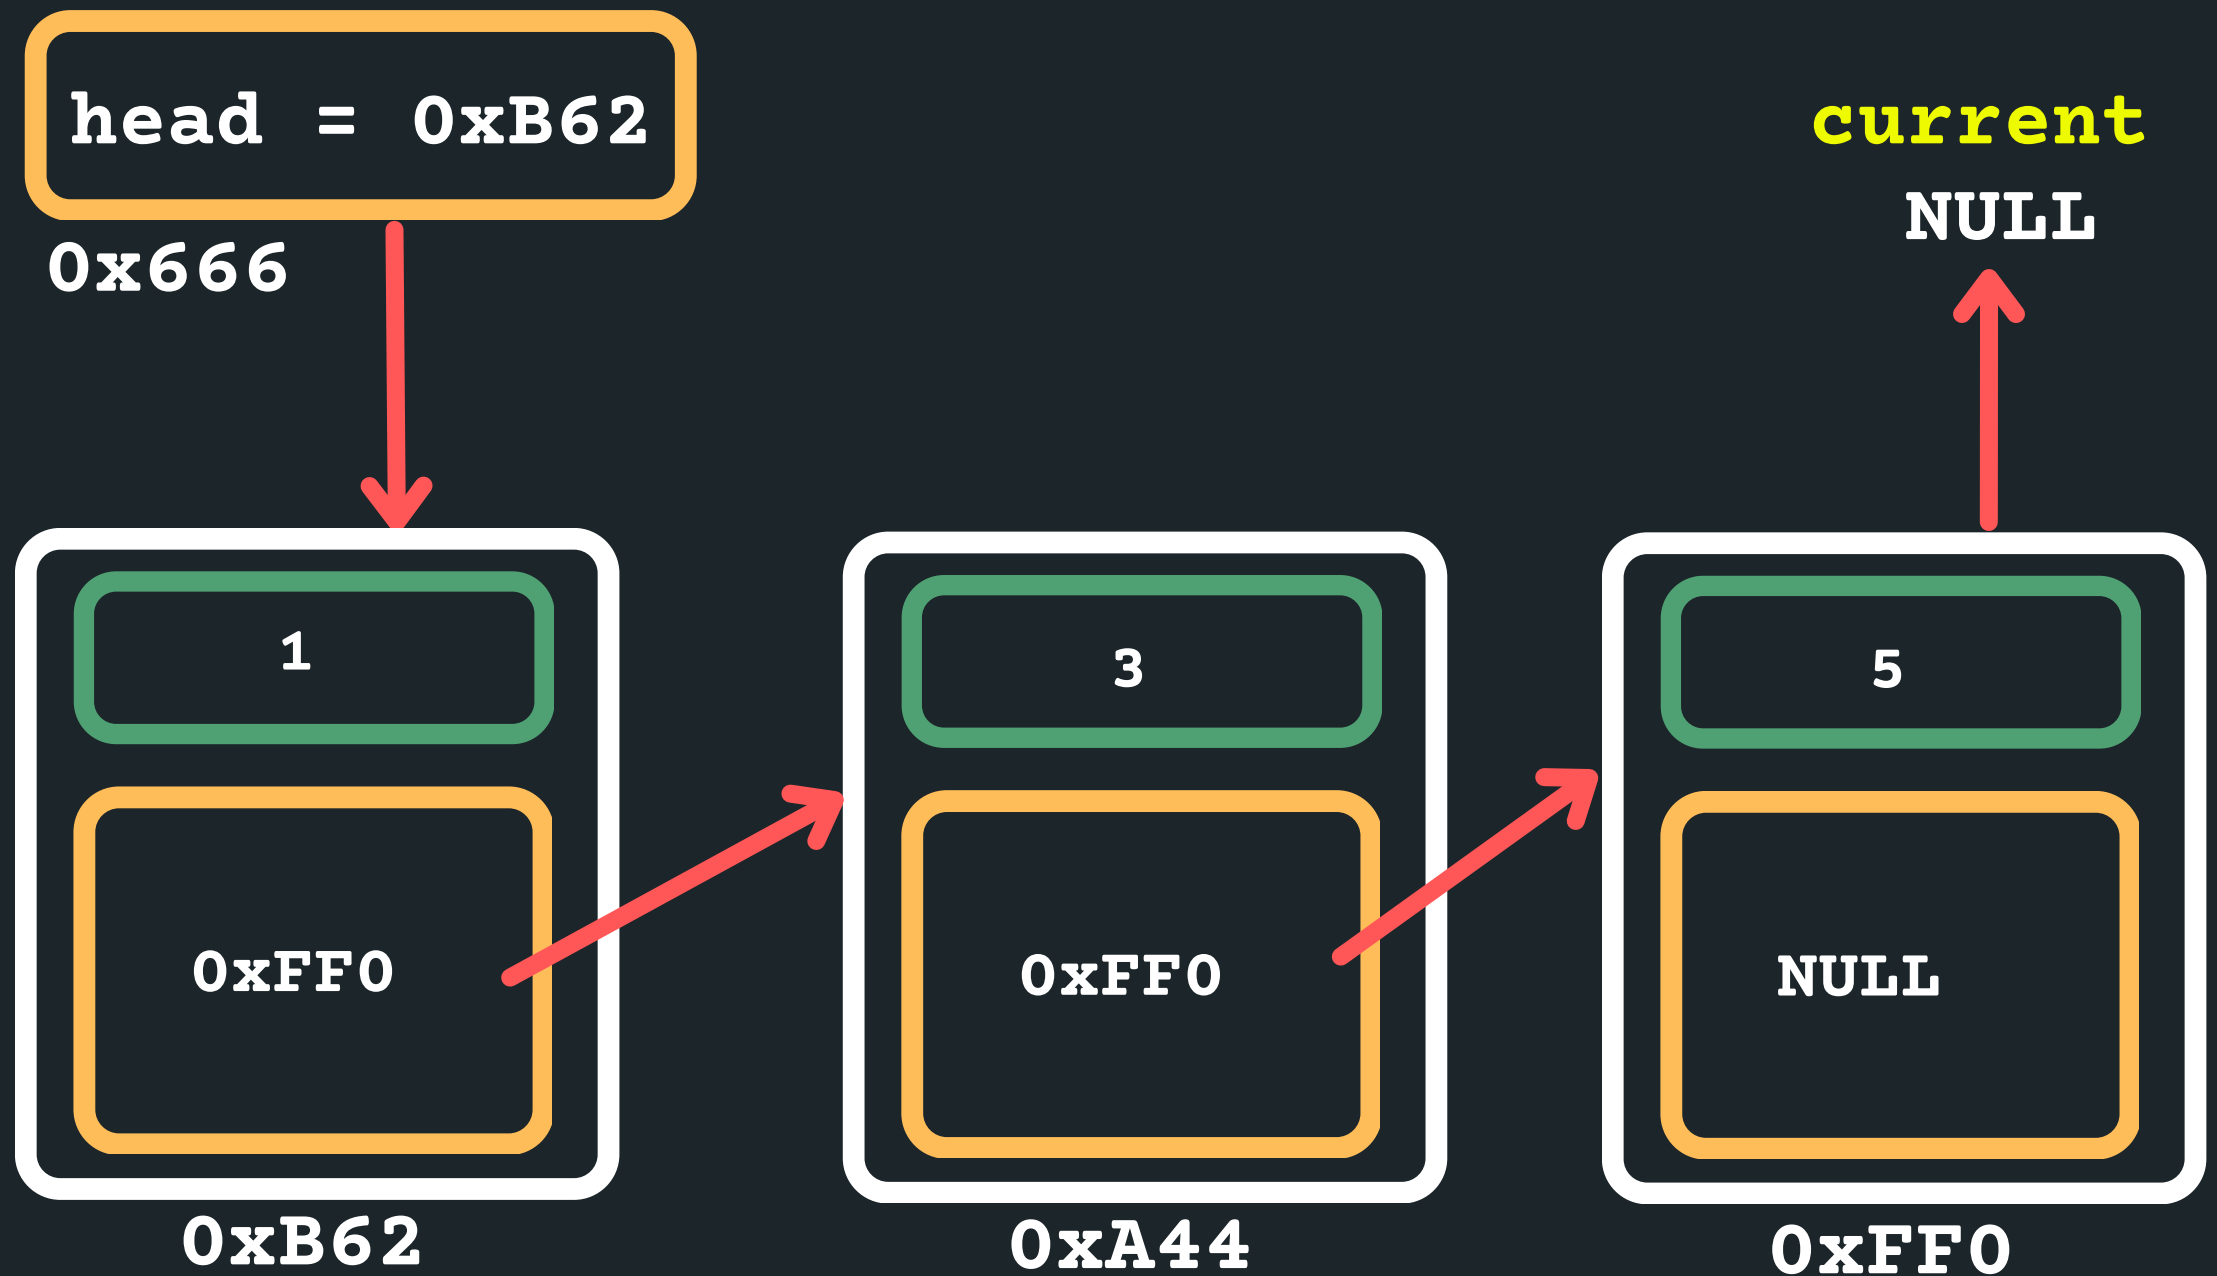 head = 0xB62
0x666
current
NULL
1
0xFF0
0xB62
3
0xFF0
0xA44
5
NULL
0xFF0